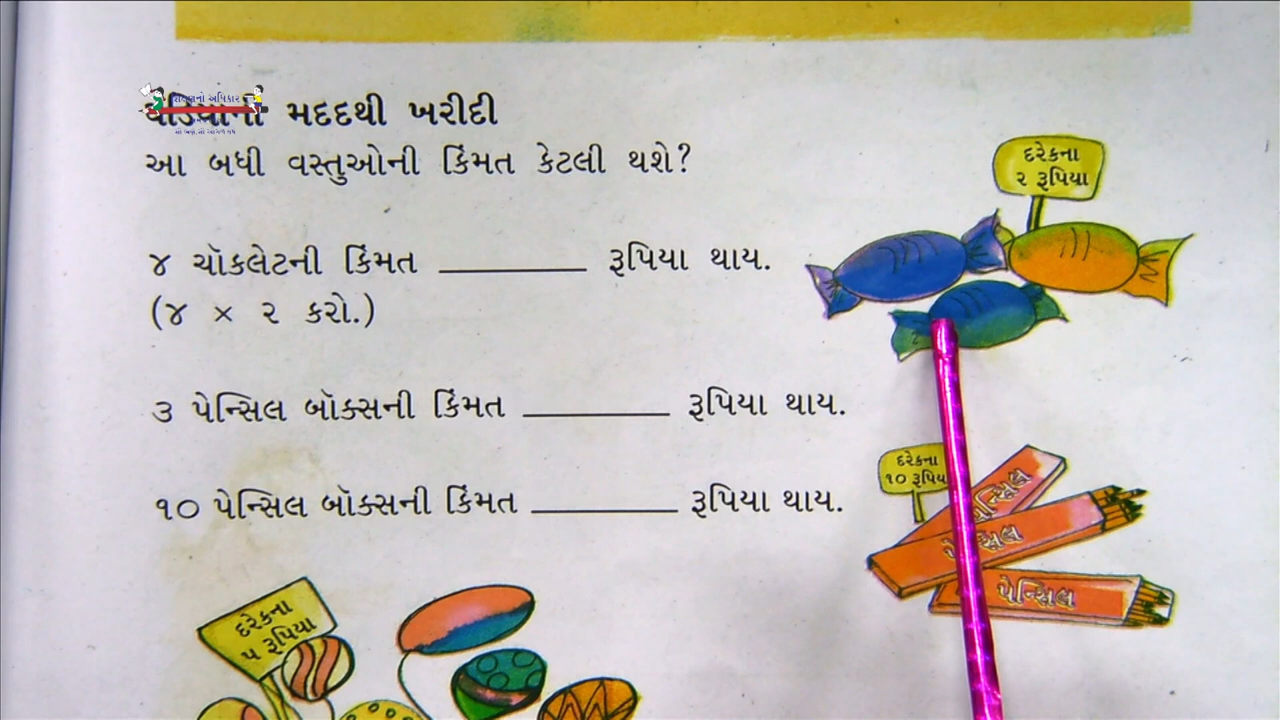 મદદથી ખરીદી
આ બધી વસ્તુઓની કિંમત કેટલી થશે?
દરેકના
૨ રૂપિયા
૪ ચૉકલેટની કિંમત ________ રૂપિયા થાય.
(૪ × ૨ કરો.)
૩ પેન્સિલ બૉક્સની કિંમત ________ રૂપિયા થાય.
દરેકના
૧૦ રૂપિયા
૧૦ પેન્સિલ બૉક્સની કિંમત ________ રૂપિયા થાય.
પેન્સિલ
દરેકના
૫ રૂપિયા